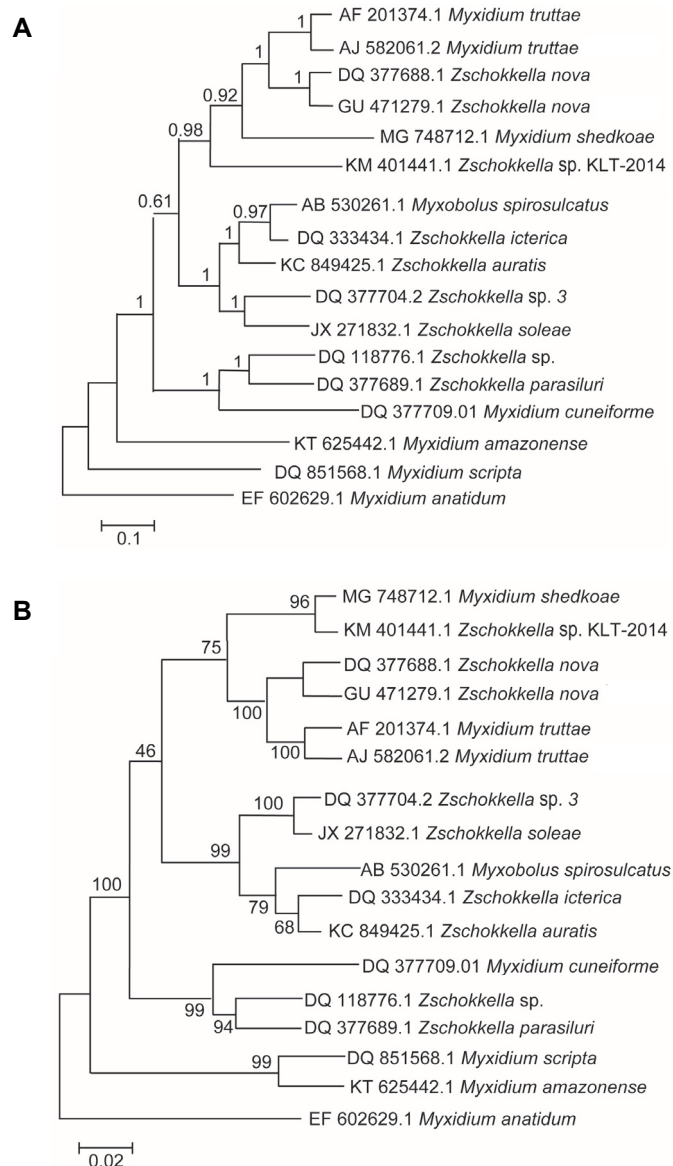 A
AF 201374.1 Myxidium truttae
1
AJ 582061.2 Myxidium truttae
1
DQ 377688.1 Zschokkella nova
1
GU 471279.1 Zschokkella nova
0.92
MG 748712.1 Myxidium shedkoae
0.98
KM 401441.1 Zschokkella sp. KLT-2014
0.61
AB 530261.1 Myxobolus spirosulcatus
0.97
DQ 333434.1 Zschokkella icterica
1
KC 849425.1 Zschokkella auratis
1
DQ 377704.2 Zschokkella sp. 3
1
JX 271832.1 Zschokkella soleae
1
DQ 118776.1 Zschokkella sp.
1
DQ 377689.1 Zschokkella parasiluri
1
DQ 377709.01 Myxidium cuneiforme
KT 625442.1 Myxidium amazonense
DQ 851568.1 Myxidium scripta
EF 602629.1 Myxidium anatidum
0.1
B
MG 748712.1 Myxidium shedkoae
96
KM 401441.1 Zschokkella sp. KLT-2014
75
DQ 377688.1 Zschokkella nova
GU 471279.1 Zschokkella nova
100
AF 201374.1 Myxidium truttae
100
AJ 582061.2 Myxidium truttae
46
DQ 377704.2 Zschokkella sp. 3
100
JX 271832.1 Zschokkella soleae
99
AB 530261.1 Myxobolus spirosulcatus
79
DQ 333434.1 Zschokkella icterica
68
KC 849425.1 Zschokkella auratis
100
DQ 377709.01 Myxidium cuneiforme
99
DQ 118776.1 Zschokkella sp.
94
DQ 377689.1 Zschokkella parasiluri
99
DQ 851568.1 Myxidium scripta
KT 625442.1 Myxidium amazonense
EF 602629.1 Myxidium anatidum
0.02